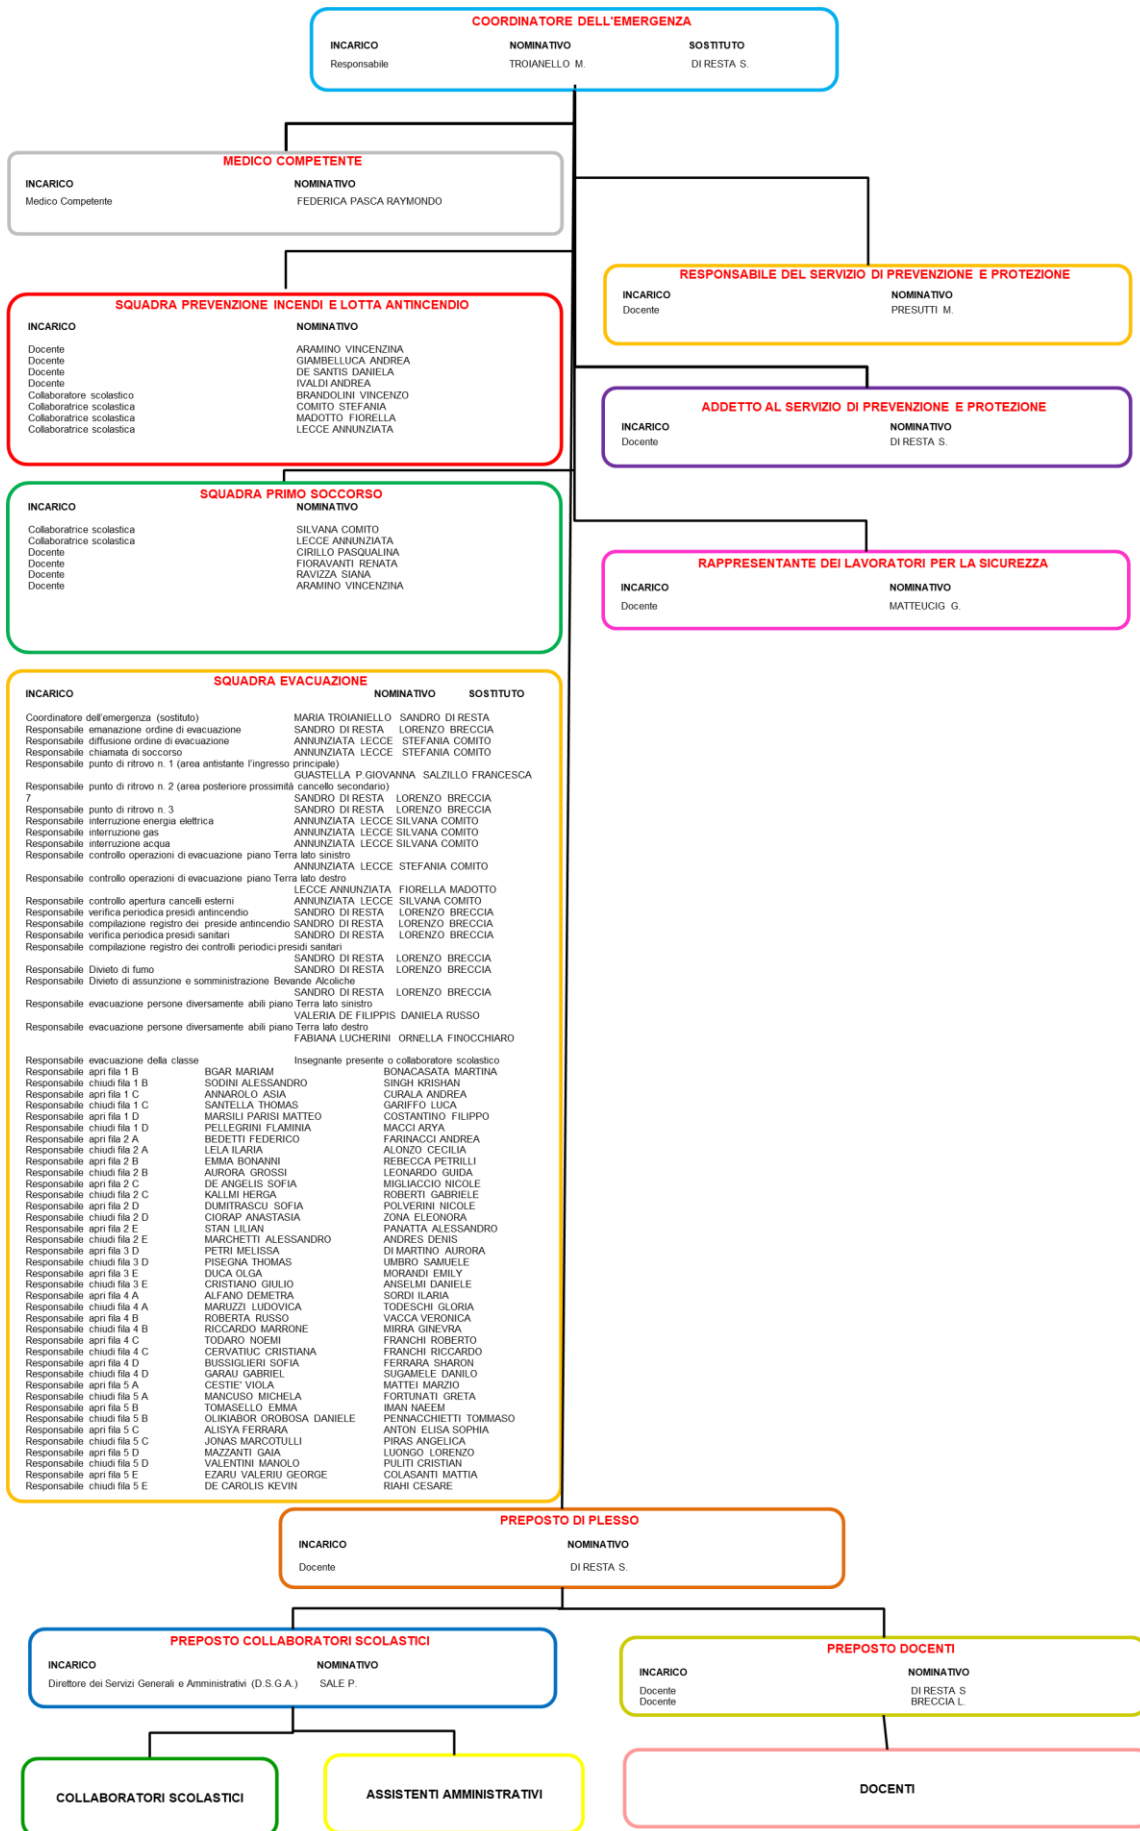 COORDINATORE DELL'EMERGENZA
INCARICO NOMINATIVO SOSTITUTO
Responsabile TROIANELLO M. DI RESTA S.
MEDICO COMPETENTE
INCARICO NOMINATIVO
Medico Competente FEDERICA PASCA RAYMONDO
RESPONSABILE DEL SERVIZIO DI PREVENZIONE E PROTEZIONE
INCARICO NOMINATIVO
Docente PRESUTTI M.
SQUADRA PREVENZIONE INCENDI E LOTTA ANTINCENDIO
INCARICO NOMINATIVO
Docente ARAMINO VINCENZINA
Docente GIAMBELLUCA ANDREA
Docente DE SANTIS DANIELA
Docente IVALDI ANDREA
Collaboratore scolastico BRANDOLINI VINCENZO
Collaboratrice scolastica COMITO STEFANIA
Collaboratrice scolastica MADOTTO FIORELLA
Collaboratrice scolastica LECCE ANNUNZIATA
ADDETTO AL SERVIZIO DI PREVENZIONE E PROTEZIONE
INCARICO NOMINATIVO
Docente DI RESTA S.
SQUADRA PRIMO SOCCORSO
INCARICO NOMINATIVO
Collaboratrice scolastica SILVANA COMITO
Collaboratrice scolastica LECCE ANNUNZIATA
Docente CIRILLO PASQUALINA
Docente FIORAVANTI RENATA
Docente RAVIZZA SIANA
Docente ARAMINO VINCENZINA
RAPPRESENTANTE DEI LAVORATORI PER LA SICUREZZA
INCARICO NOMINATIVO
Docente MATTEUCIG G.
SQUADRA EVACUAZIONE
INCARICO NOMINATIVO SOSTITUTO
Coordinatore dell'emergenza (sostituto) MARIA TROIANIELLO SANDRO DI RESTA
Responsabile emanazione ordine di evacuazione SANDRO DI RESTA LORENZO BRECCIA
Responsabile diffusione ordine di evacuazione ANNUNZIATA LECCE STEFANIA COMITO
Responsabile chiamata di soccorso ANNUNZIATA LECCE STEFANIA COMITO
Responsabile punto di ritrovo n. 1 (area antistante l'ingresso principale)
GUASTELLA P.GIOVANNA SALZILLO FRANCESCA
Responsabile punto di ritrovo n. 2 (area posteriore prossimità cancello secondario)
7 SANDRO DI RESTA LORENZO BRECCIA
Responsabile punto di ritrovo n. 3 SANDRO DI RESTA LORENZO BRECCIA
Responsabile interruzione energia elettrica ANNUNZIATA LECCE SILVANA COMITO
Responsabile interruzione gas ANNUNZIATA LECCE SILVANA COMITO
Responsabile interruzione acqua ANNUNZIATA LECCE SILVANA COMITO
Responsabile controllo operazioni di evacuazione piano Terra lato sinistro
ANNUNZIATA LECCE STEFANIA COMITO
Responsabile controllo operazioni di evacuazione piano Terra lato destro
LECCE ANNUNZIATA FIORELLA MADOTTO
Responsabile controllo apertura cancelli esterni ANNUNZIATA LECCE SILVANA COMITO
Responsabile verifica periodica presidi antincendio SANDRO DI RESTA LORENZO BRECCIA
Responsabile compilazione registro dei preside antincendio SANDRO DI RESTA LORENZO BRECCIA
Responsabile verifica periodica presidi sanitari SANDRO DI RESTA LORENZO BRECCIA
Responsabile compilazione registro dei controlli periodici presidi sanitari
SANDRO DI RESTA LORENZO BRECCIA
Responsabile Divieto di fumo SANDRO DI RESTA LORENZO BRECCIA
Responsabile Divieto di assunzione e somministrazione Bevande Alcoliche
SANDRO DI RESTA LORENZO BRECCIA
Responsabile evacuazione persone diversamente abili piano Terra lato sinistro
VALERIA DE FILIPPIS DANIELA RUSSO
Responsabile evacuazione persone diversamente abili piano Terra lato destro
FABIANA LUCHERINI ORNELLA FINOCCHIARO
Responsabile evacuazione della classe Insegnante presente o collaboratore scolastico
Responsabile apri fila 1 B BGAR MARIAM BONACASATA MARTINA
Responsabile chiudi fila 1 B SODINI ALESSANDRO SINGH KRISHAN
Responsabile apri fila 1 C ANNAROLO ASIA CURALA ANDREA
Responsabile chiudi fila 1 C SANTELLA THOMAS GARIFFO LUCA
Responsabile apri fila 1 D MARSILI PARISI MATTEO COSTANTINO FILIPPO
Responsabile chiudi fila 1 D PELLEGRINI FLAMINIA MACCI ARYA
Responsabile apri fila 2 A BEDETTI FEDERICO FARINACCI ANDREA
Responsabile chiudi fila 2 A LELA ILARIA ALONZO CECILIA
Responsabile apri fila 2 B EMMA BONANNI REBECCA PETRILLI
Responsabile chiudi fila 2 B AURORA GROSSI LEONARDO GUIDA
Responsabile apri fila 2 C DE ANGELIS SOFIA MIGLIACCIO NICOLE
Responsabile chiudi fila 2 C KALLMI HERGA ROBERTI GABRIELE
Responsabile apri fila 2 D DUMITRASCU SOFIA POLVERINI NICOLE
Responsabile chiudi fila 2 D CIORAP ANASTASIA ZONA ELEONORA
Responsabile apri fila 2 E STAN LILIAN PANATTA ALESSANDRO
Responsabile chiudi fila 2 E MARCHETTI ALESSANDRO ANDRES DENIS
Responsabile apri fila 3 D PETRI MELISSA DI MARTINO AURORA
Responsabile chiudi fila 3 D PISEGNA THOMAS UMBRO SAMUELE
Responsabile apri fila 3 E DUCA OLGA MORANDI EMILY
Responsabile chiudi fila 3 E CRISTIANO GIULIO ANSELMI DANIELE
Responsabile apri fila 4 A ALFANO DEMETRA SORDI ILARIA
Responsabile chiudi fila 4 A MARUZZI LUDOVICA TODESCHI GLORIA
Responsabile apri fila 4 B ROBERTA RUSSO VACCA VERONICA
Responsabile chiudi fila 4 B RICCARDO MARRONE MIRRA GINEVRA
Responsabile apri fila 4 C TODARO NOEMI FRANCHI ROBERTO
Responsabile chiudi fila 4 C CERVATIUC CRISTIANA FRANCHI RICCARDO
Responsabile apri fila 4 D BUSSIGLIERI SOFIA FERRARA SHARON
Responsabile chiudi fila 4 D GARAU GABRIEL SUGAMELE DANILO
Responsabile apri fila 5 A CESTIE' VIOLA MATTEI MARZIO
Responsabile chiudi fila 5 A MANCUSO MICHELA FORTUNATI GRETA
Responsabile apri fila 5 B TOMASELLO EMMA IMAN NAEEM
Responsabile chiudi fila 5 B OLIKIABOR OROBOSA DANIELE PENNACCHIETTI TOMMASO
Responsabile apri fila 5 C ALISYA FERRARA ANTON ELISA SOPHIA
Responsabile chiudi fila 5 C JONAS MARCOTULLI PIRAS ANGELICA
Responsabile apri fila 5 D MAZZANTI GAIA LUONGO LORENZO
Responsabile chiudi fila 5 D VALENTINI MANOLO PULITI CRISTIAN
Responsabile apri fila 5 E EZARU VALERIU GEORGE COLASANTI MATTIA
Responsabile chiudi fila 5 E DE CAROLIS KEVIN RIAHI CESARE
PREPOSTO DI PLESSO
INCARICO NOMINATIVO
Docente DI RESTA S.
PREPOSTO COLLABORATORI SCOLASTICI
INCARICO NOMINATIVO
Direttore dei Servizi Generali e Amministrativi (D.S.G.A.) SALE P.
PREPOSTO DOCENTI
INCARICO NOMINATIVO
Docente DI RESTA S
Docente BRECCIA L.
COLLABORATORI SCOLASTICI
ASSISTENTI AMMINISTRATIVI
DOCENTI